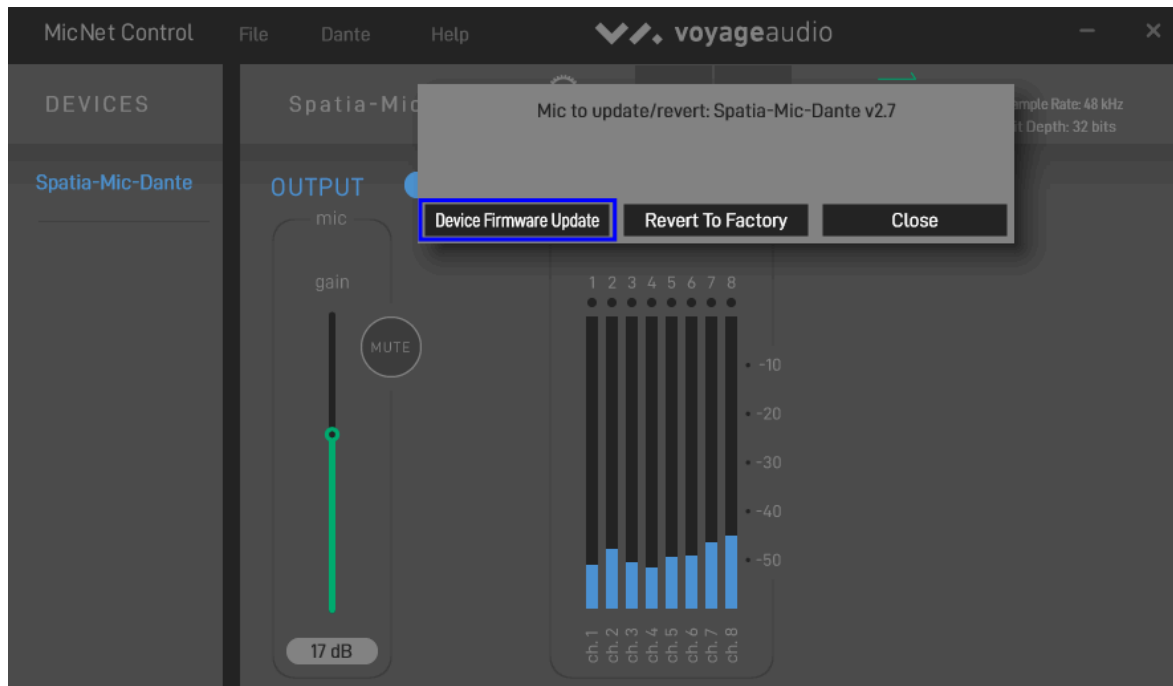 MicNet Control File Dante Help voyageaudio
DEVICES
Spatia-Mic
Mic to update/revert: Spatia-Mic-Dante v2.7
mple Rate: 48 kHz
it Depth: 32 bits
Spatia-Mic-Dante
OUTPUT
Device Firmware Update Revert To Factory Close
mic
gain
1 2 3 4 5 6 7 8
MUTE
-10
-20
-30
-40
-50
17 dB
ch. 1 ch. 2 ch. 3 ch. 4 ch. 5 ch. 6 ch. 7 ch. 8